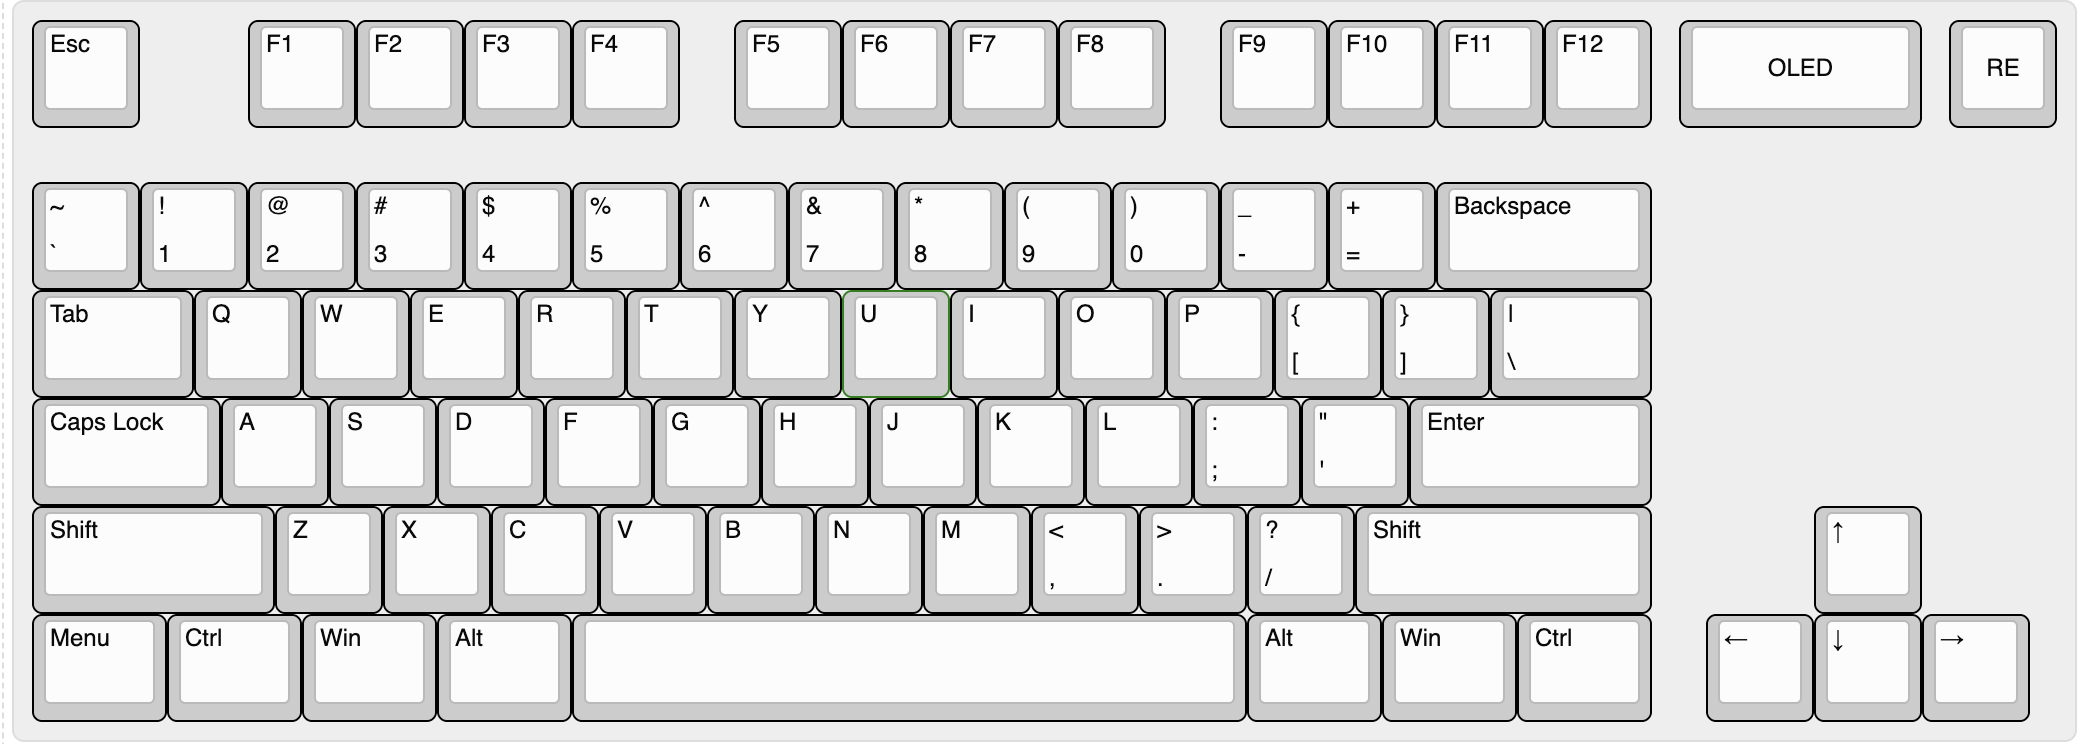 Esc F1 F2 F3 F4 F5 F6 F7 F8 F9 F10 F11 F12 OLED RE
~ ! @ # $ % ^ & * ( ) _ + Backspace
` 1 2 3 4 5 6 7 8 9 0 - =
Tab Q W E R T Y U I O P { } |
[ ] \
Caps Lock A S D F G H J K L : " Enter
; '
Shift Z X C V B N M < > ? Shift ↑
, . /
Menu Ctrl Win Alt Alt Win Ctrl ← ↓ →